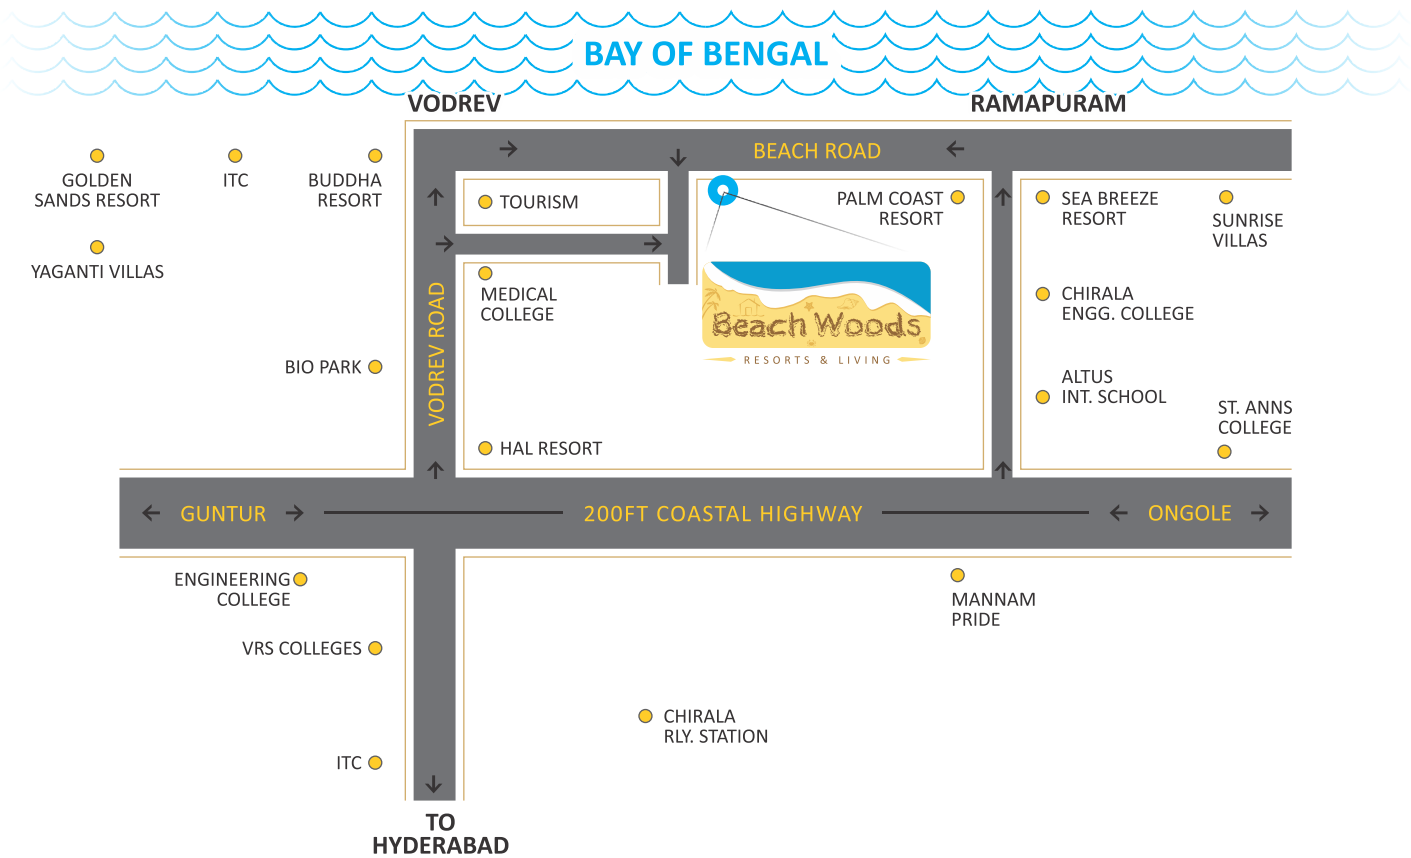 BAY OF BENGAL
VODREV
RAMAPURAM
BEACH ROAD
GOLDEN
SANDS RESORT
ITC
BUDDHA
RESORT
YAGANTI VILLAS
BIO PARK
VODREV ROAD
TOURISM
MEDICAL
COLLEGE
HAL RESORT
PALM COAST
RESORT
Beach Woods
RESORTS & LIVING
SEA BREEZE
RESORT
SUNRISE
VILLAS
CHIRALA
ENGG. COLLEGE
ALTUS
INT. SCHOOL
ST. ANNS
COLLEGE
GUNTUR
200FT COASTAL HIGHWAY
ONGOLE
ENGINEERING
COLLEGE
VRS COLLEGES
ITC
MANNAM
PRIDE
CHIRALA
RLY. STATION
TO
HYDERABAD